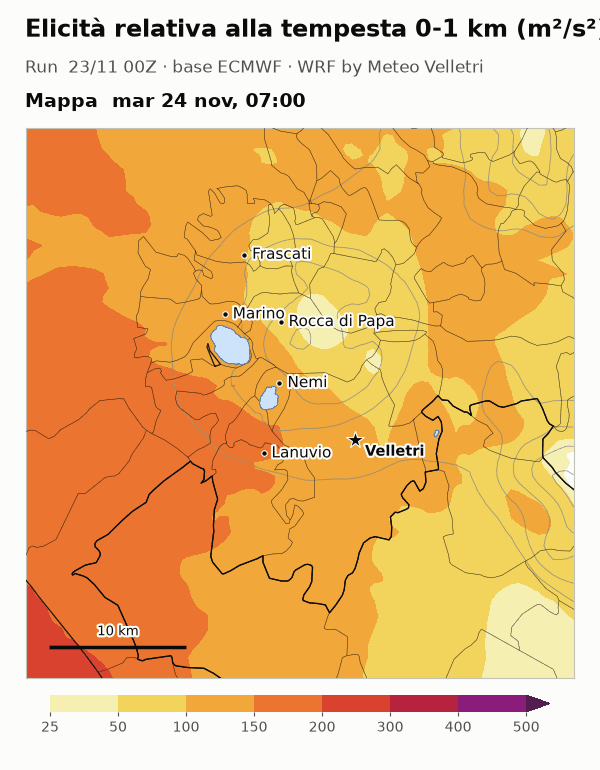 Elicità relativa alla tempesta 0-1 km (m²/s²)
Run 23/11 00Z · base ECMWF · WRF by Meteo Velletri
Mappa mar 24 nov, 07:00
Frascati
Marino
Rocca di Papa
Nemi
Velletri
Lanuvio
10 km
25 50 100 150 200 300 400 500